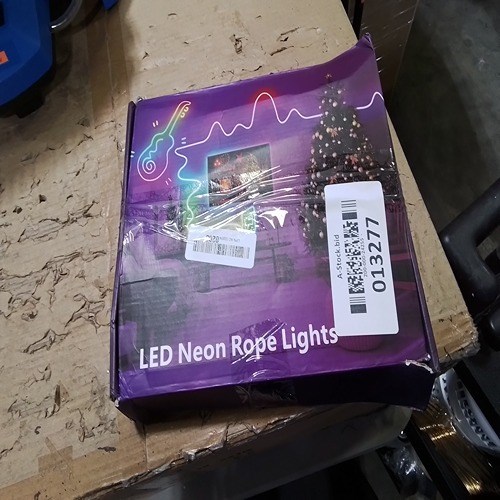 A-Stock.bid
013277
LED Neon Rope Lights